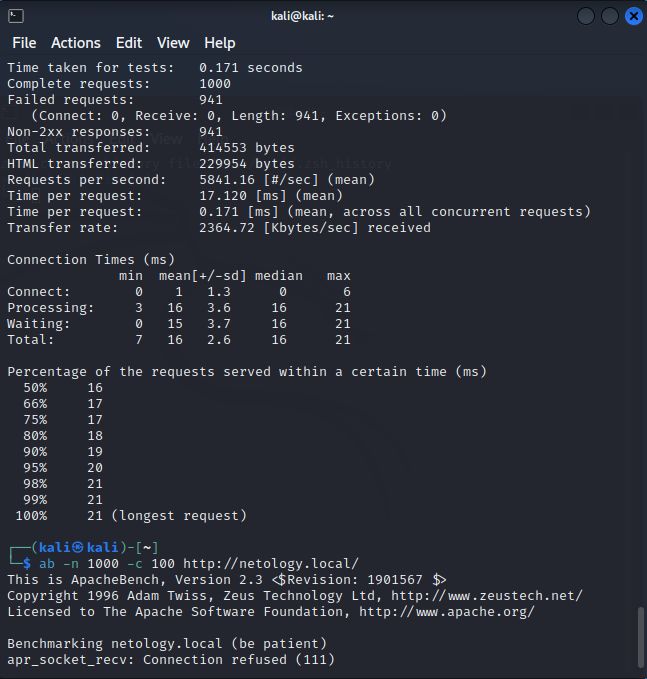 kali@kali: ~
File Actions Edit View Help
Time taken for tests:   0.171 seconds
Complete requests:      1000
Failed requests:        941
   (Connect: 0, Receive: 0, Length: 941, Exceptions: 0)
Non-2xx responses:      941
Total transferred:      414553 bytes
HTML transferred:       229954 bytes
Requests per second:    5841.16 [#/sec] (mean)
Time per request:       17.120 [ms] (mean)
Time per request:       0.171 [ms] (mean, across all concurrent requests)
Transfer rate:          2364.72 [Kbytes/sec] received

Connection Times (ms)
              min  mean[+/-sd] median   max
Connect:        0    1   1.3      0       6
Processing:     3   16   3.6     16      21
Waiting:        0   15   3.7     16      21
Total:          7   16   2.6     16      21

Percentage of the requests served within a certain time (ms)
  50%     16
  66%     17
  75%     17
  80%     18
  90%     19
  95%     20
  98%     21
  99%     21
 100%     21 (longest request)

┌──(kali㉿kali)-[~]
└─$ ab -n 1000 -c 100 http://netology.local/
This is ApacheBench, Version 2.3 <$Revision: 1901567 $>
Copyright 1996 Adam Twiss, Zeus Technology Ltd, http://www.zeustech.net/
Licensed to The Apache Software Foundation, http://www.apache.org/

Benchmarking netology.local (be patient)
apr_socket_recv: Connection refused (111)